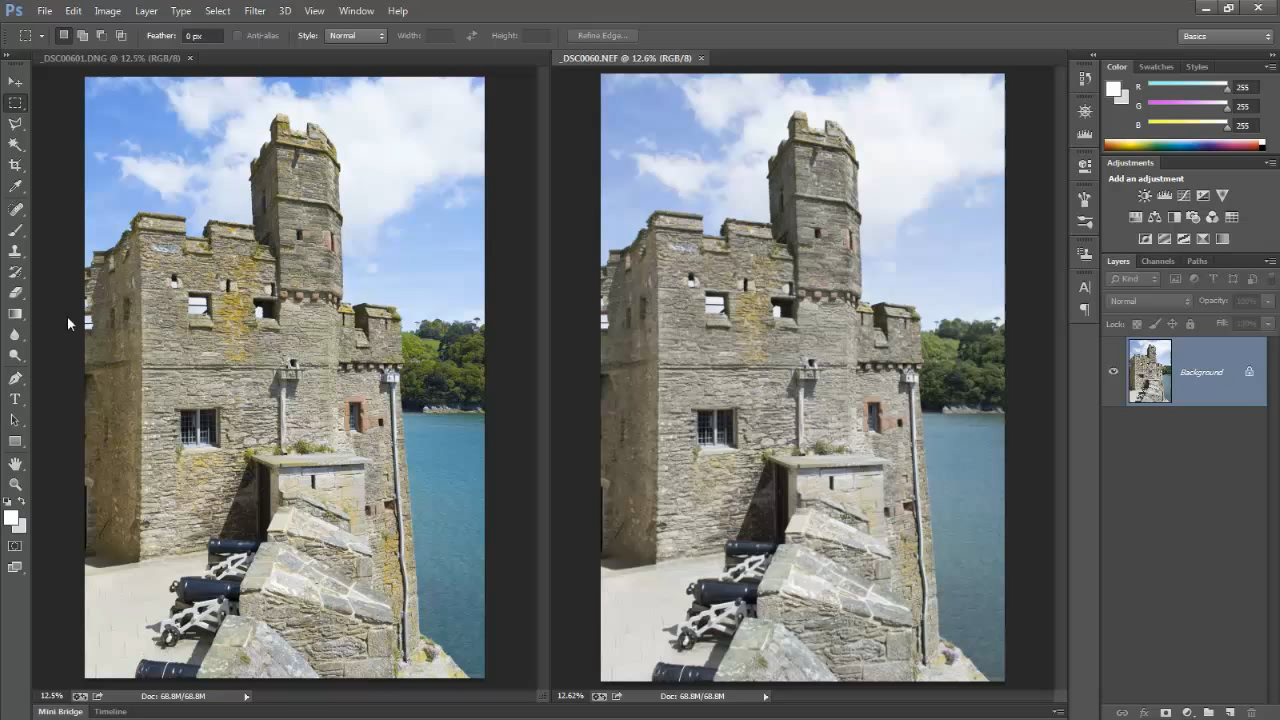 Ps File Edit Image Layer Type Select Filter 3D View Window Help
Feather: 0 px Anti-alias Style: Normal Width: Height: Refine Edge... Basics
_DSC00601.DNG @ 12.5% (RGB/8) × _DSC0060.NEF @ 12.6% (RGB/8) ×
Color Swatches Styles
R 255
G 255
B 255
Adjustments
Add an adjustment
Layers Channels Paths
Kind
Normal Opacity: 100%
Lock: Fill: 100%
Background
12.5% Doc: 68.8M/68.8M 12.62% Doc: 68.8M/68.8M
Mini Bridge Timeline